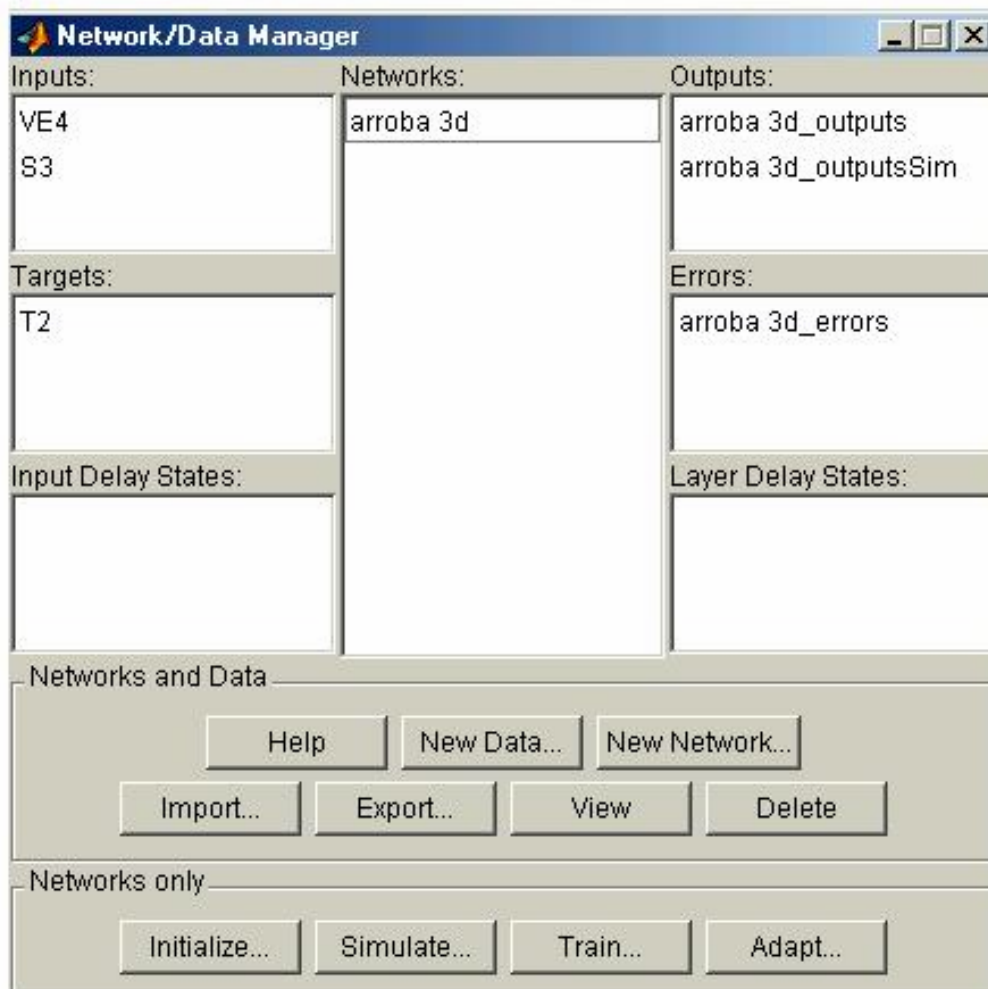 Network/Data Manager
Inputs:
VE4
S3
Networks:
arroba 3d
Outputs:
arroba 3d_outputs
arroba 3d_outputsSim
Targets:
T2
Errors:
arroba 3d_errors
Input Delay States:
Layer Delay States:
Networks and Data
Help
New Data...
New Network...
Import...
Export...
View
Delete
Networks only
Initialize...
Simulate...
Train...
Adapt...